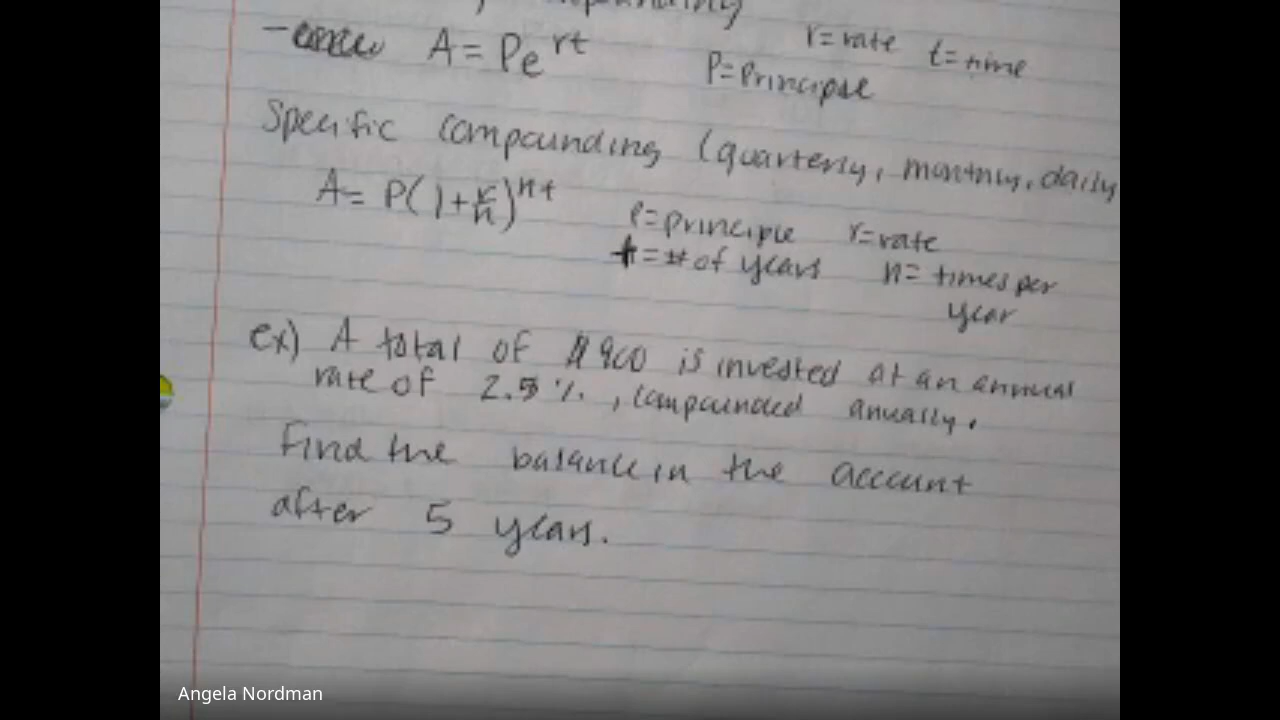 A = Pe^rt r=rate t=time
P=Principle
Specific compounding (quarterly, monthly, daily
A= P(1+r/n)^nt
P=principle r=rate
t=# of years n= times per
year
ex) A total of $900 is invested at an annual
rate of 2.5%, compounded anually.
Find the balance in the account
after 5 years.
Angela Nordman